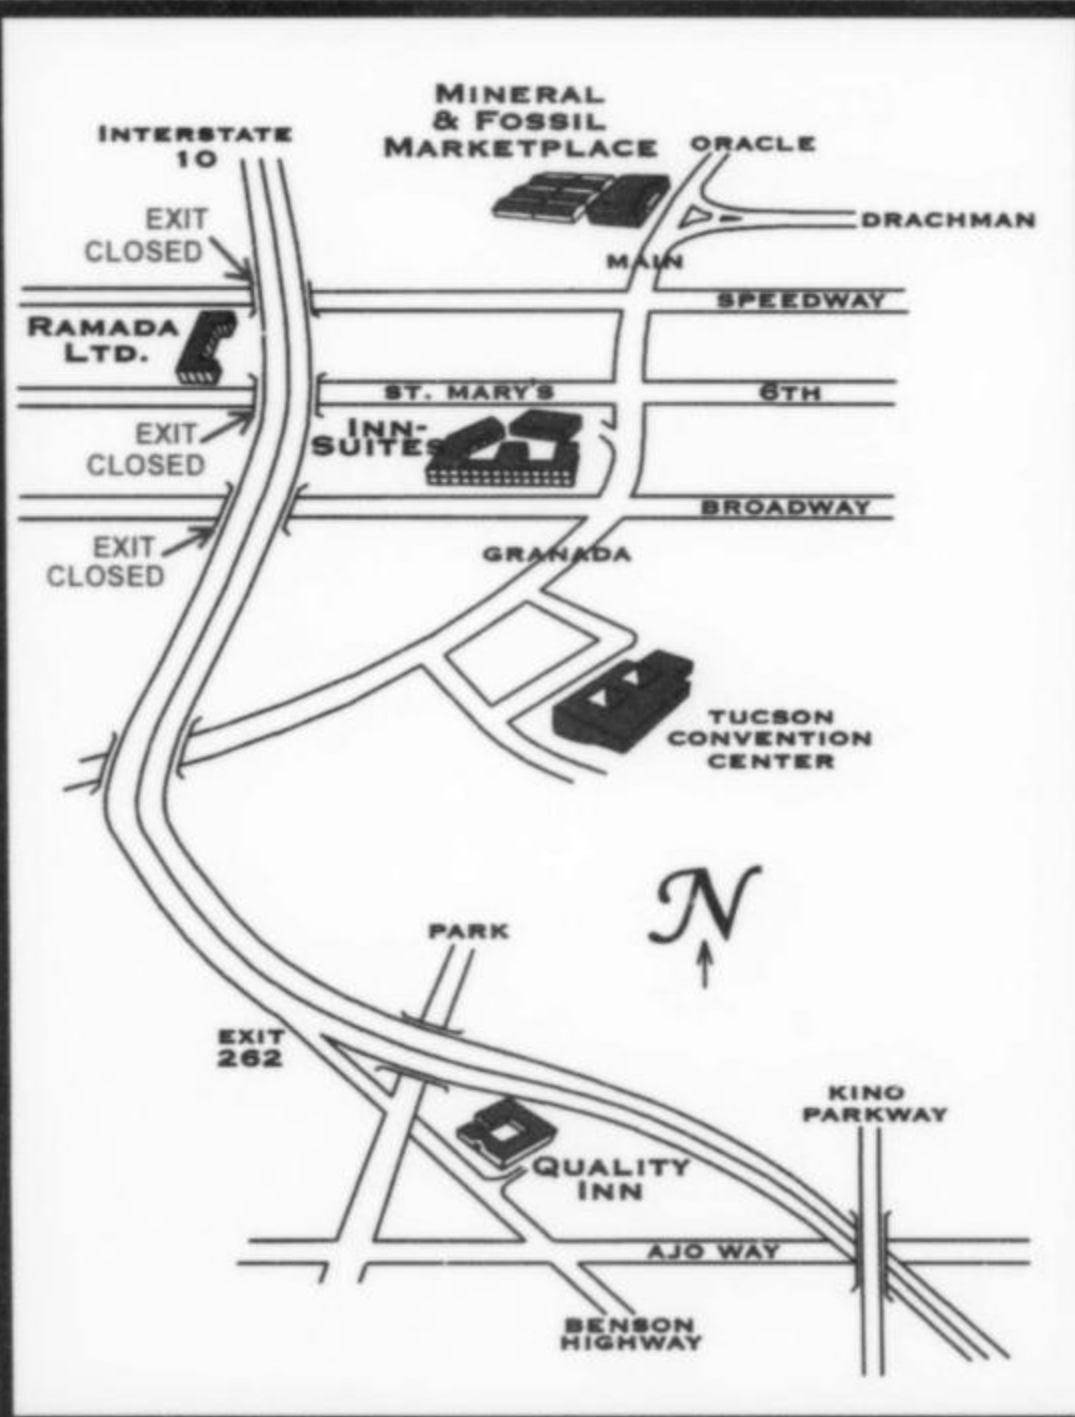 MINERAL
& FOSSIL
MARKETPLACE
INTERSTATE
10
ORACLE
EXIT
CLOSED
DRACHMAN
MAIN
SPEEDWAY
RAMADA
LTD.
ST. MARY'S
6TH
EXIT
CLOSED
INN-
SUITES
BROADWAY
EXIT
CLOSED
GRANADA
TUCSON
CONVENTION
CENTER
N
PARK
EXIT
262
KINO
PARKWAY
QUALITY
INN
AJO WAY
BENSON
HIGHWAY